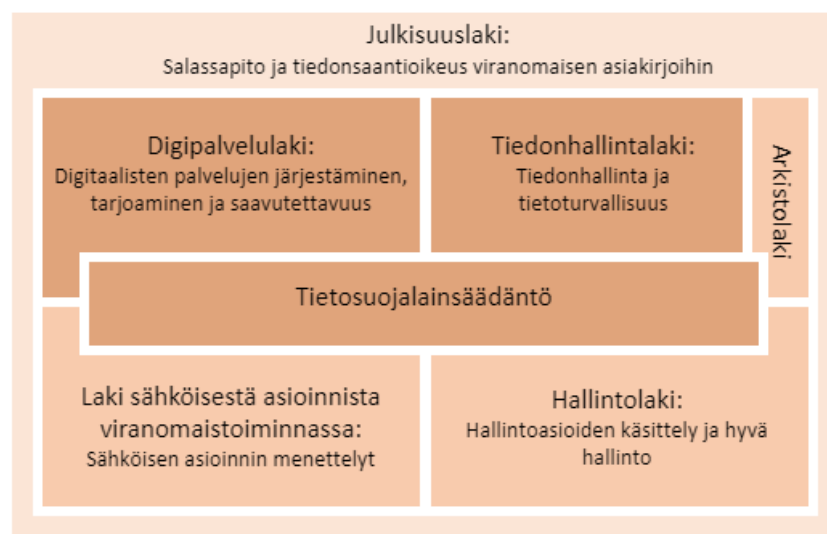 Julkisuuslaki:
Salassapito ja tiedonsaantioikeus viranomaisen asiakirjoihin
Digipalvelulaki:
Digitaalisten palvelujen järjestäminen,
tarjoaminen ja saavutettavuus
Tiedonhallintalaki:
Tiedonhallinta ja
tietoturvallisuus
Arkistolaki
Tietosuojalainsäädäntö
Laki sähköisestä asioinnista
viranomaistoiminnassa:
Sähköisen asioinnin menettelyt
Hallintolaki:
Hallintoasioiden käsittely ja hyvä
hallinto